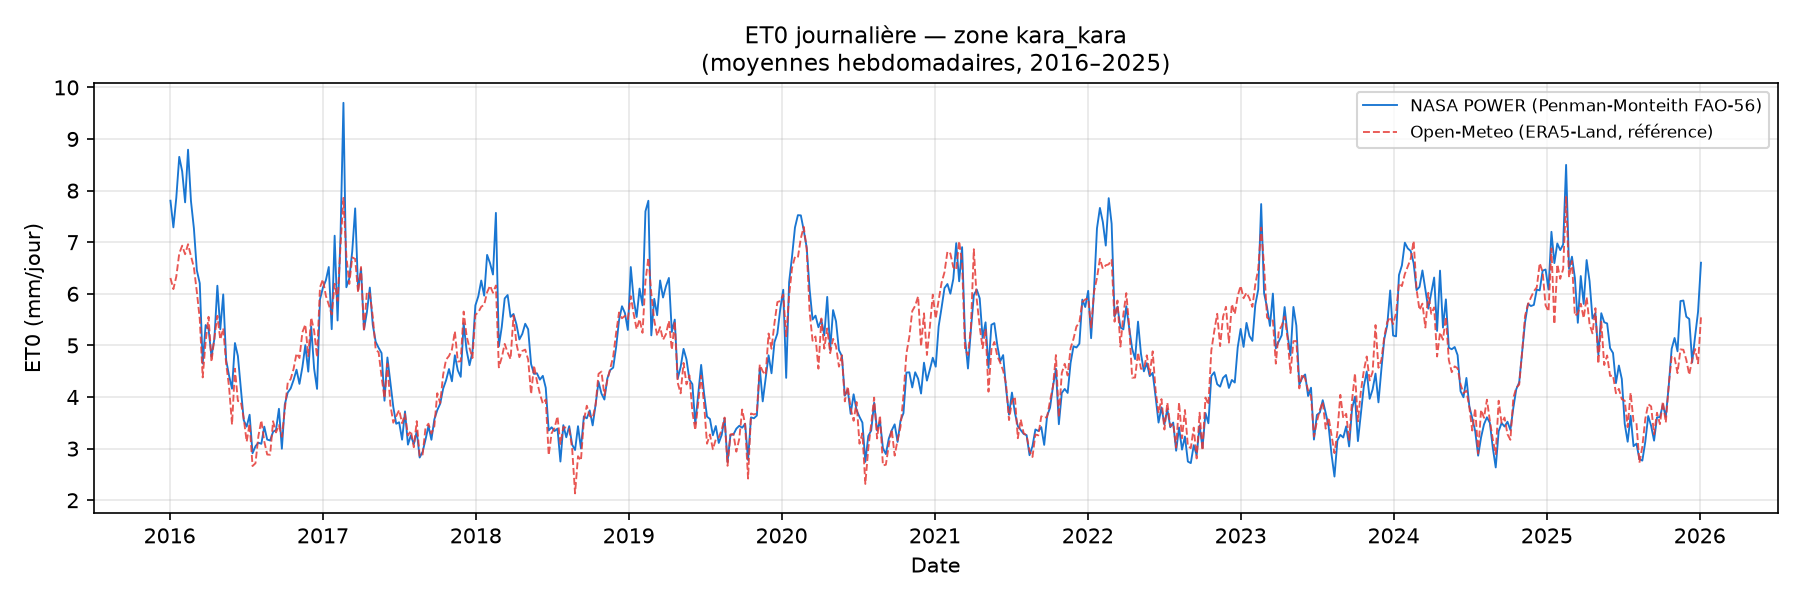 ET0 journalière — zone kara_kara
(moyennes hebdomadaires, 2016–2025)
NASA POWER (Penman-Monteith FAO-56)
Open-Meteo (ERA5-Land, référence)
ET0 (mm/jour)
10
9
8
7
6
5
4
3
2
2016 2017 2018 2019 2020 2021 2022 2023 2024 2025 2026
Date